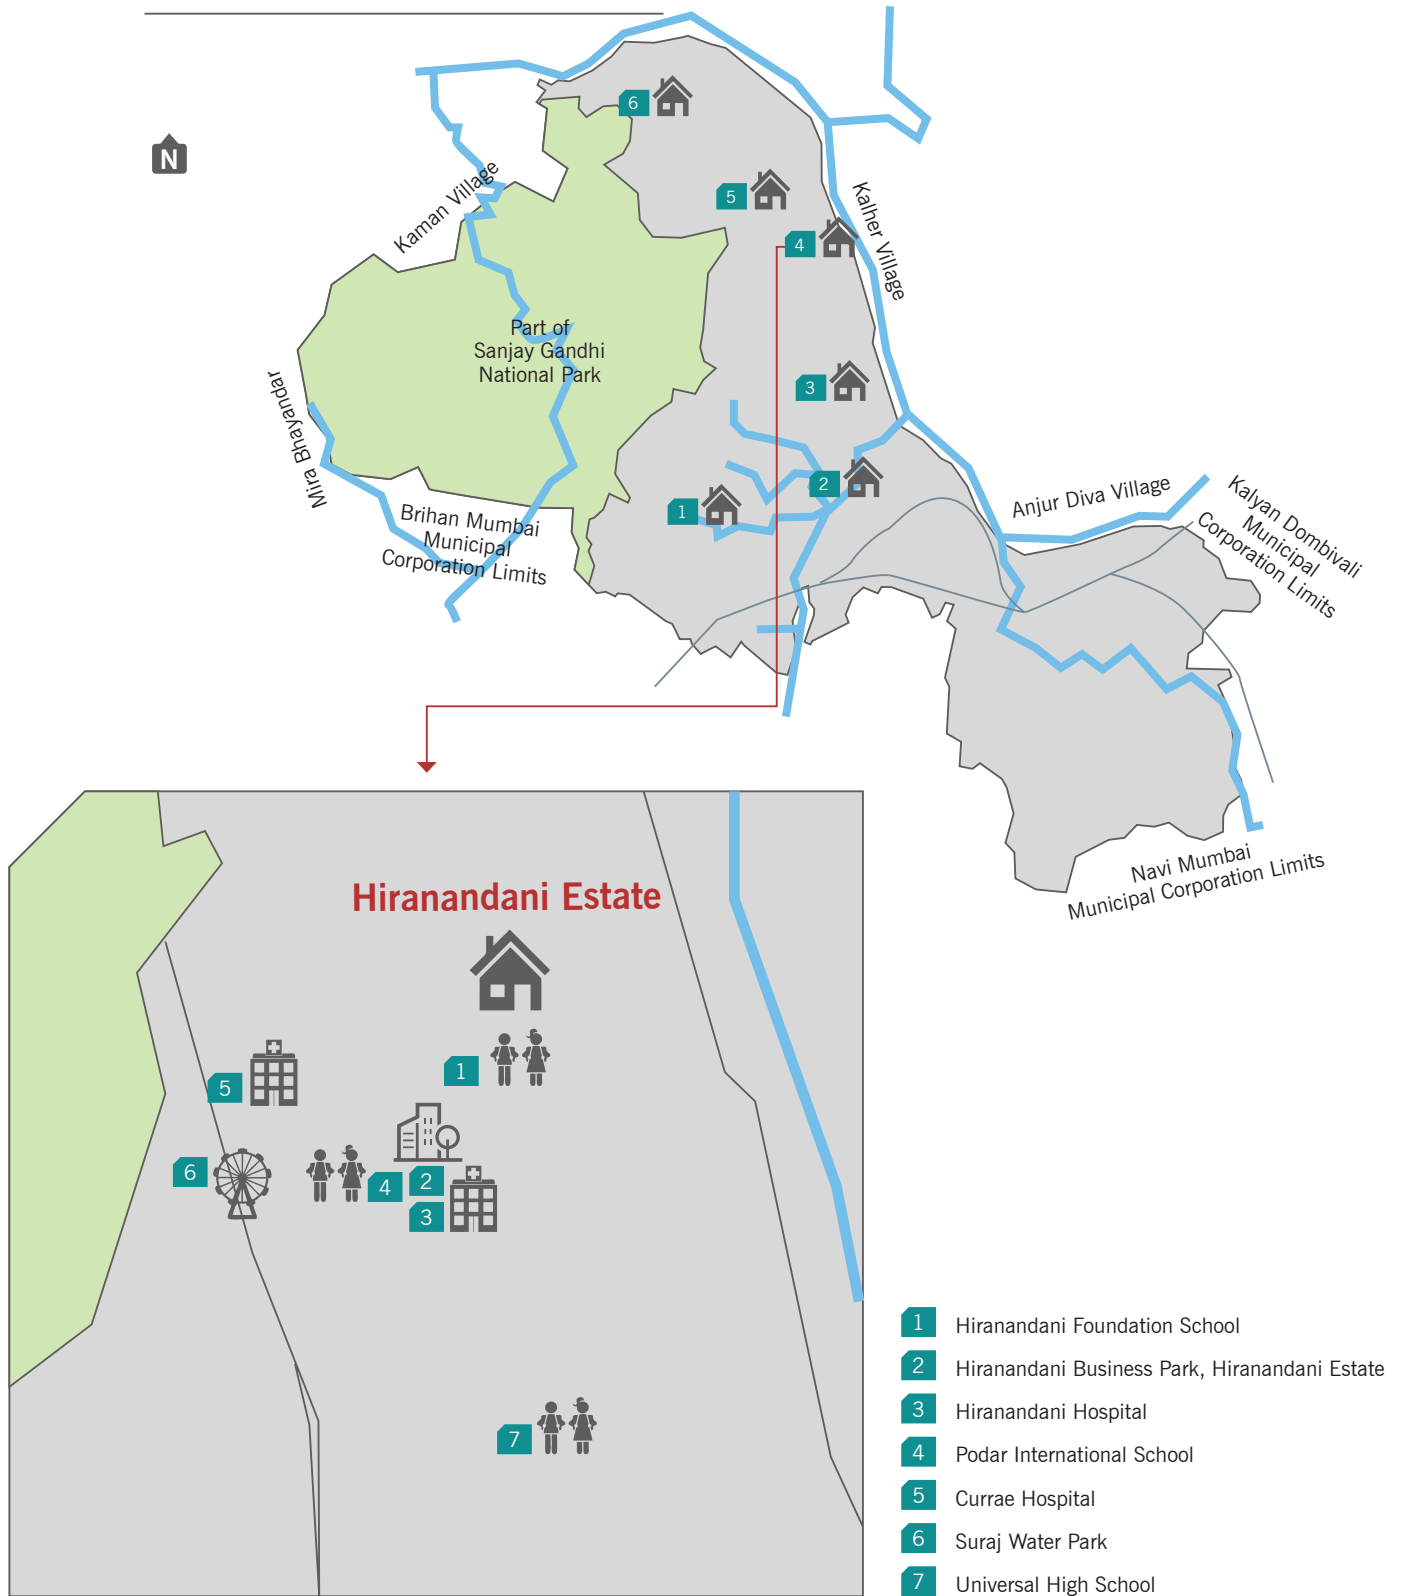 N
6
5
4
3
2
1
Kaman Village
Kalher Village
Part of
Sanjay Gandhi
National Park
Mira Bhayandar
Brihan Mumbai
Municipal
Corporation Limits
Anjur Diva Village
Kalyan Dombivali
Municipal
Corporation Limits
Navi Mumbai
Municipal Corporation Limits
Hiranandani Estate
1
5
6
4
2
3
7
1 Hiranandani Foundation School
2 Hiranandani Business Park, Hiranandani Estate
3 Hiranandani Hospital
4 Podar International School
5 Currae Hospital
6 Suraj Water Park
7 Universal High School